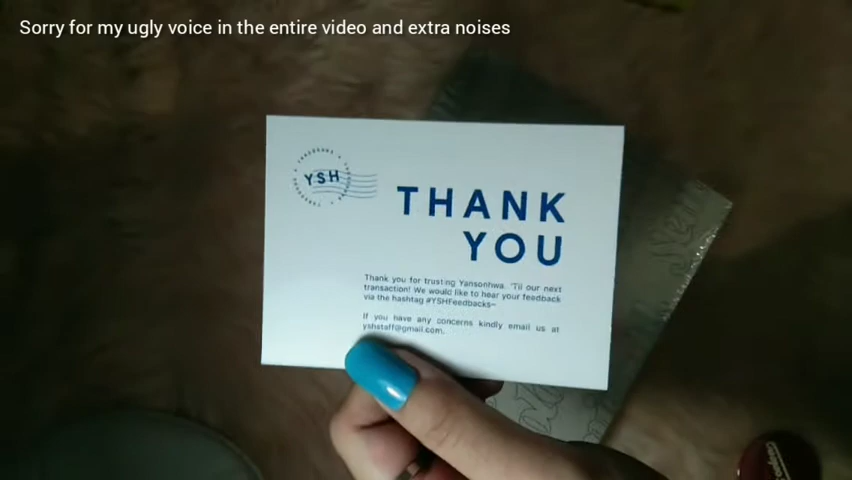 Sorry for my ugly voice in the entire video and extra noises
YSH
THANK
YOU
Thank you for trusting Yansonhwa. 'Til our next
transaction! We would like to hear your feedback
via the hashtag #YSHFeedbacks~
If you have any concerns kindly email us at
yshstaff@gmail.com.